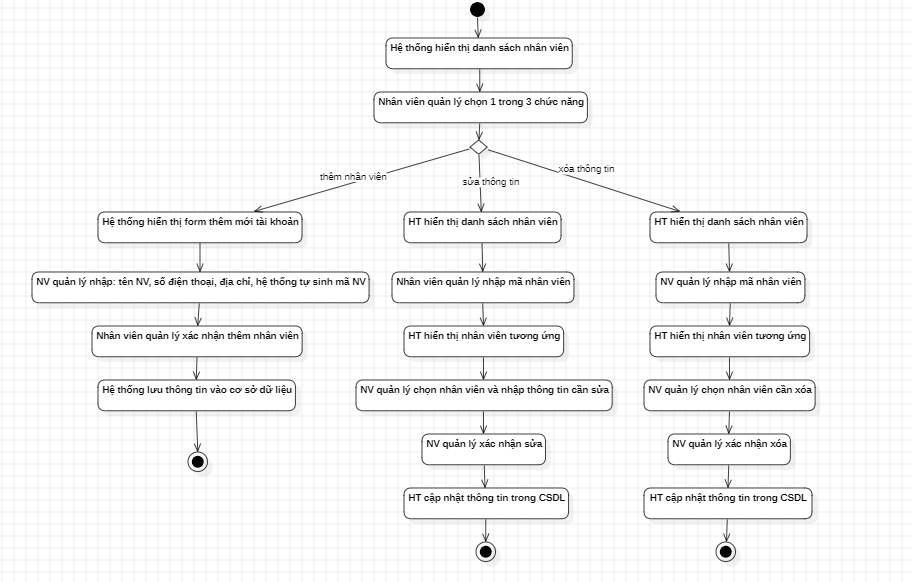 Hệ thống hiển thị danh sách nhân viên
Nhân viên quản lý chọn 1 trong 3 chức năng
thêm nhân viên
sửa thông tin
xóa thông tin
Hệ thống hiển thị form thêm mới tài khoản
HT hiển thị danh sách nhân viên
HT hiển thị danh sách nhân viên
NV quản lý nhập: tên NV, số điện thoại, địa chỉ, hệ thống tự sinh mã NV
Nhân viên quản lý nhập mã nhân viên
NV quản lý nhập mã nhân viên
Nhân viên quản lý xác nhận thêm nhân viên
HT hiển thị nhân viên tương ứng
HT hiển thị nhân viên tương ứng
Hệ thống lưu thông tin vào cơ sở dữ liệu
NV quản lý chọn nhân viên và nhập thông tin cần sửa
NV quản lý chọn nhân viên cần xóa
NV quản lý xác nhận sửa
NV quản lý xác nhận xóa
HT cập nhật thông tin trong CSDL
HT cập nhật thông tin trong CSDL